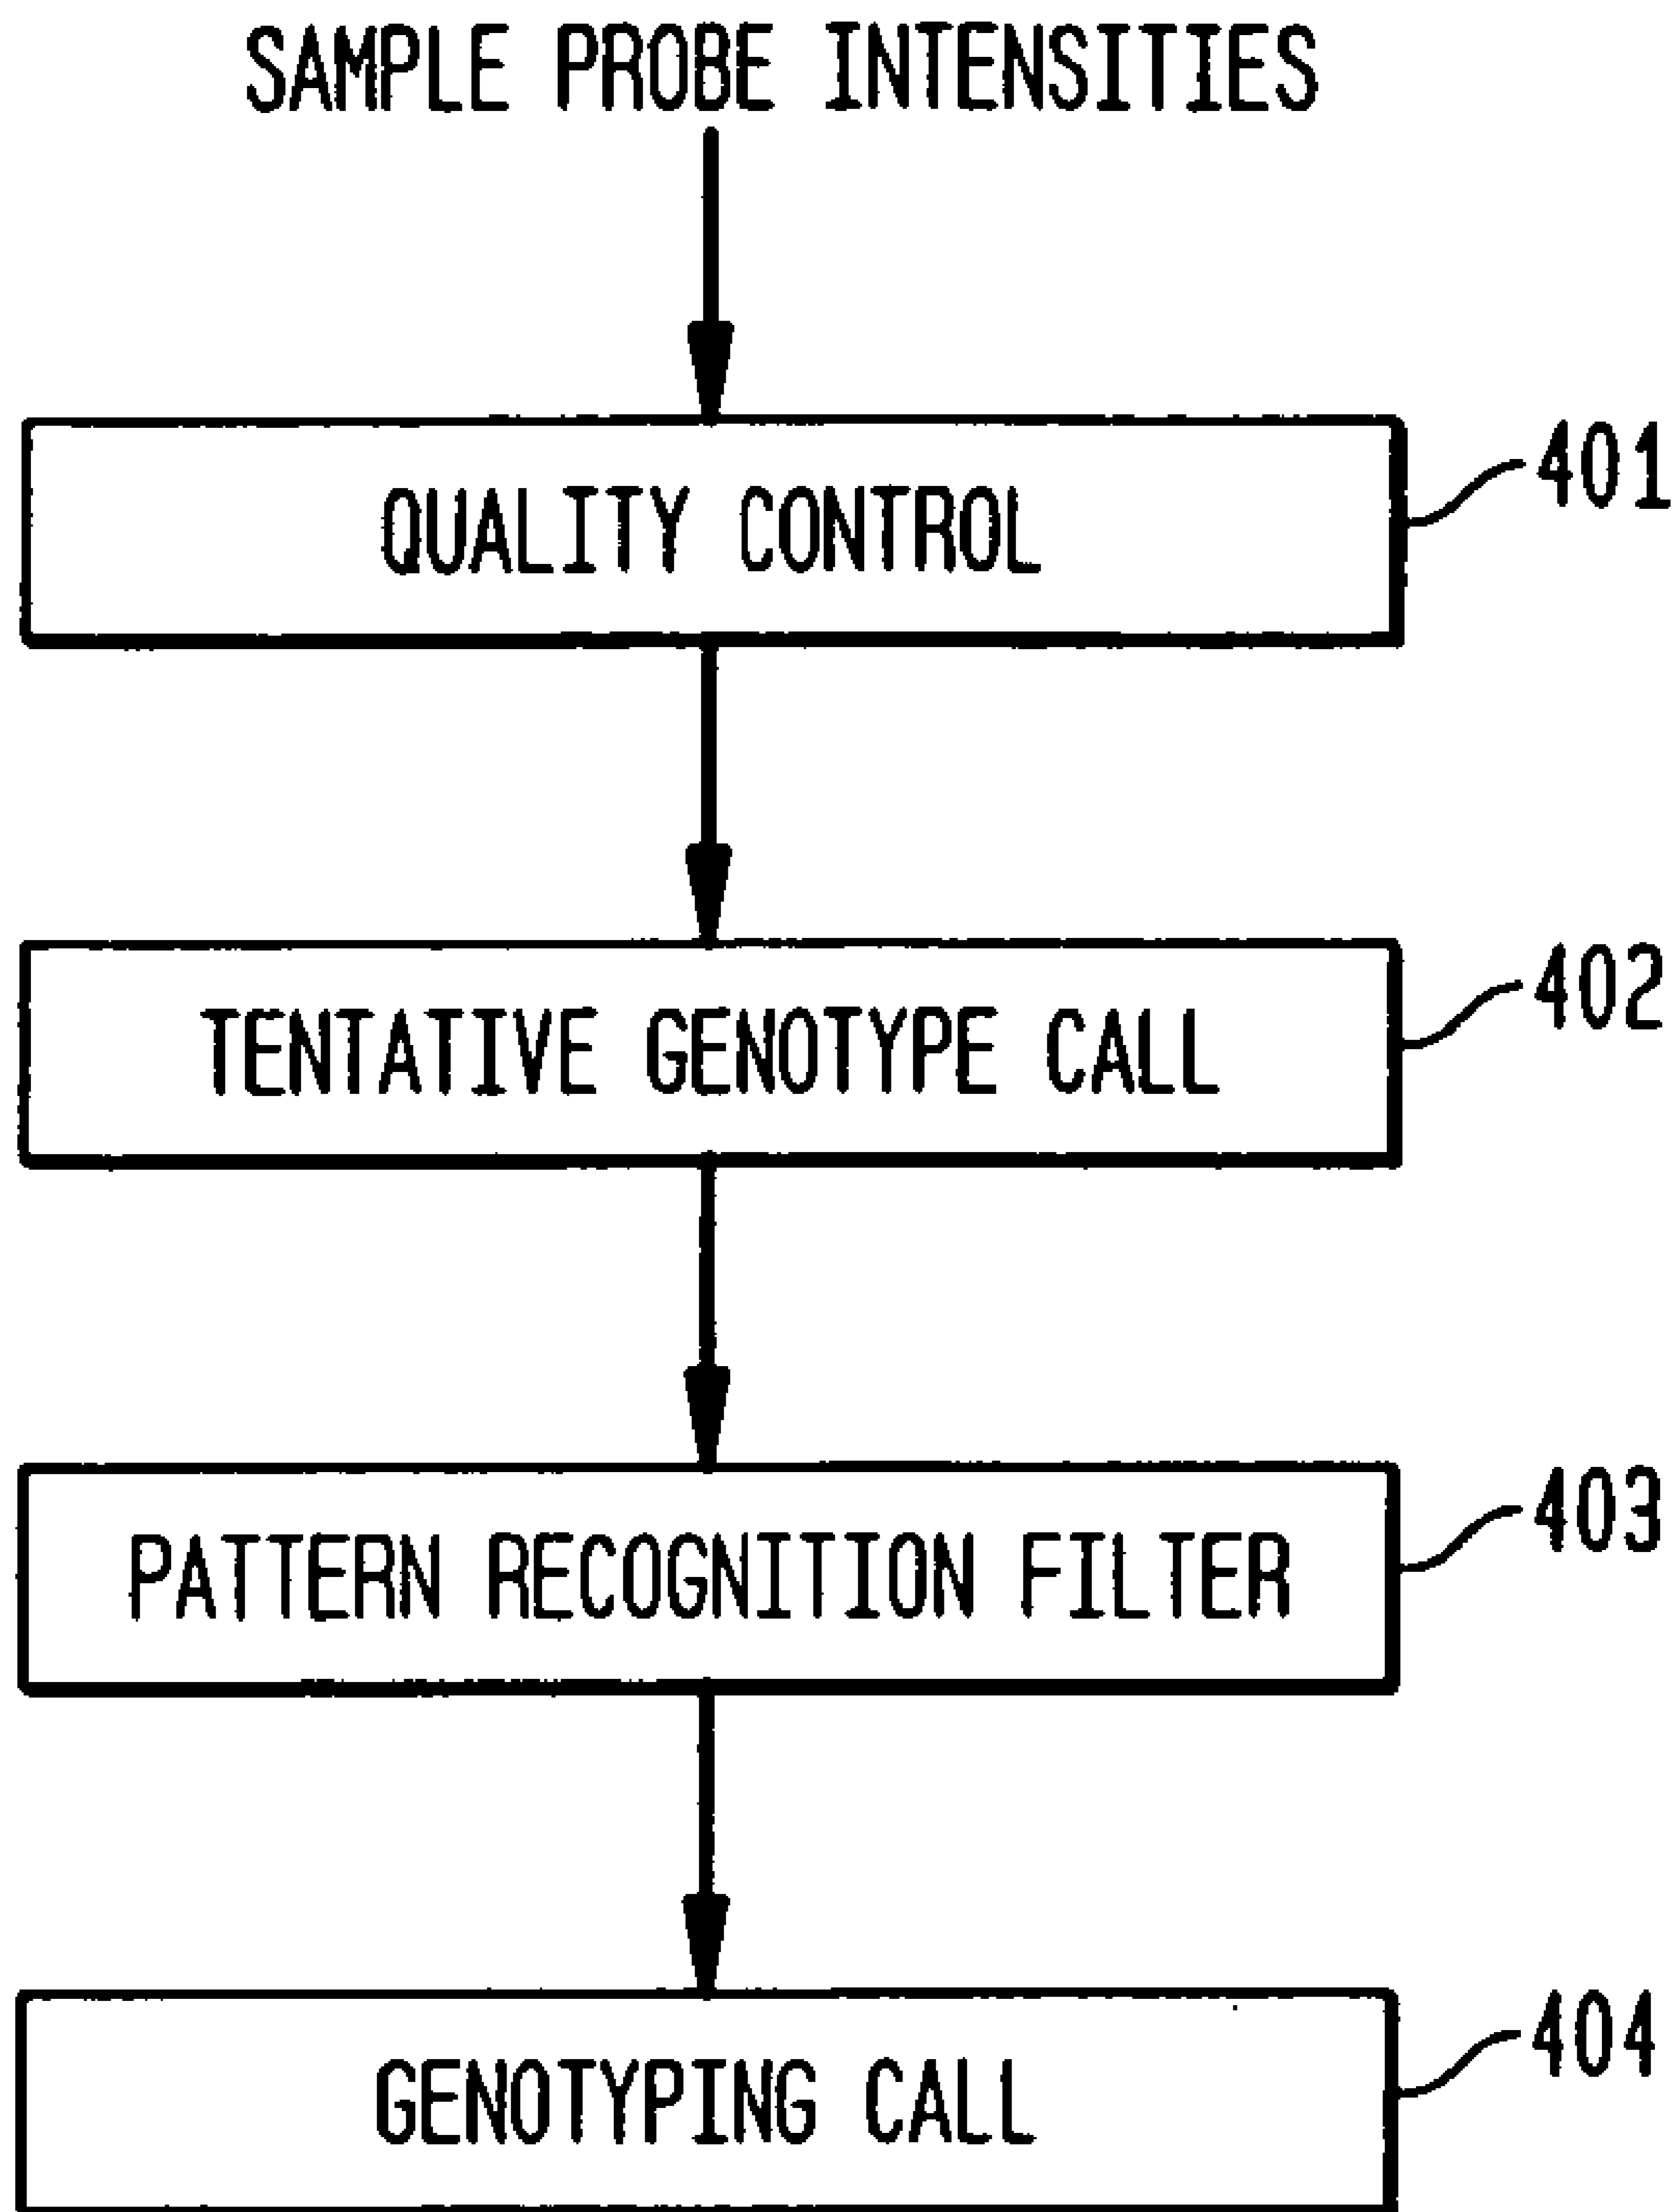 SAMPLE PROBE INTENSITIES
QUALITY CONTROL
401
TENTATIVE GENOTYPE CALL
402
PATTERN RECOGNITION FILTER
403
GENOTYPING CALL
404